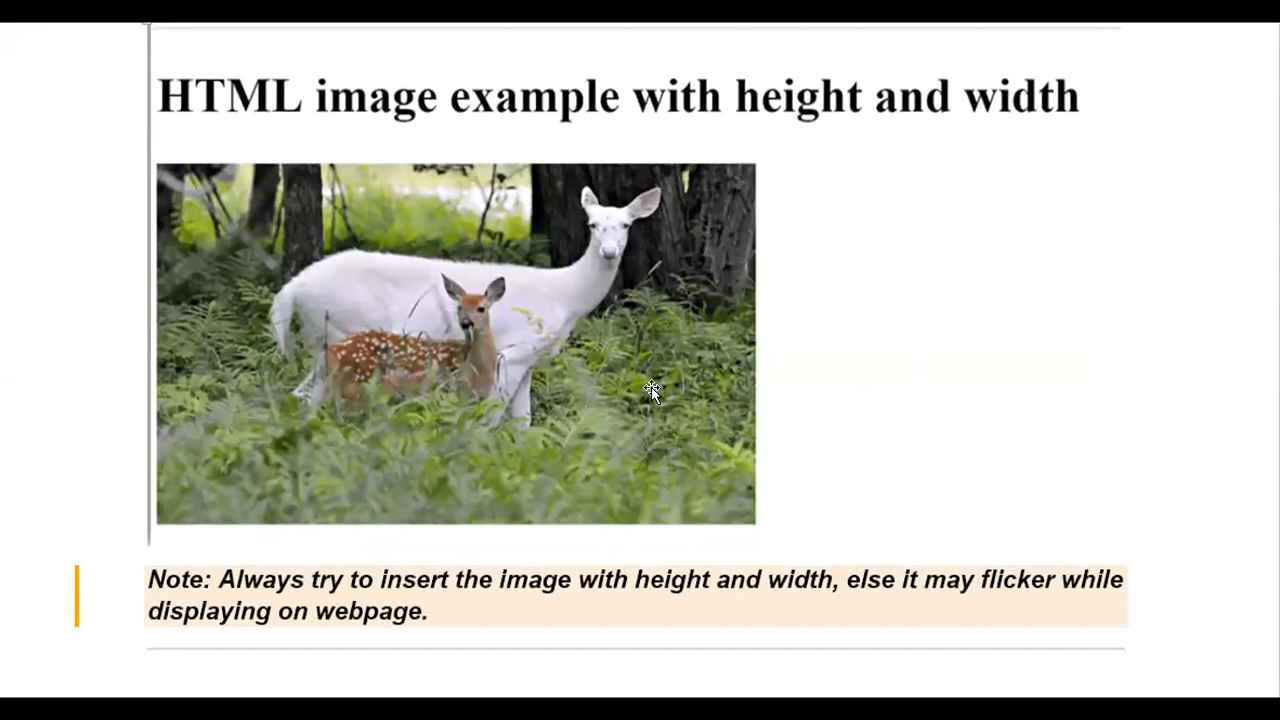 HTML image example with height and width
Note: Always try to insert the image with height and width, else it may flicker while
displaying on webpage.